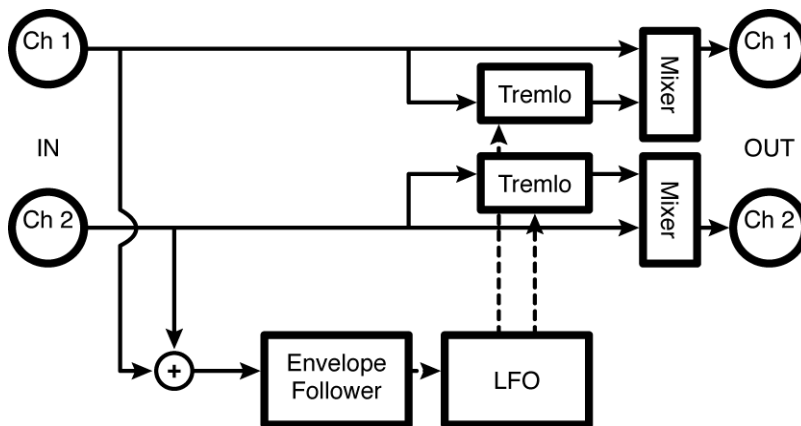 Ch 1
Ch 1
Mixer
Tremlo
IN
OUT
Tremlo
Mixer
Ch 2
Ch 2
+
Envelope
Follower
LFO